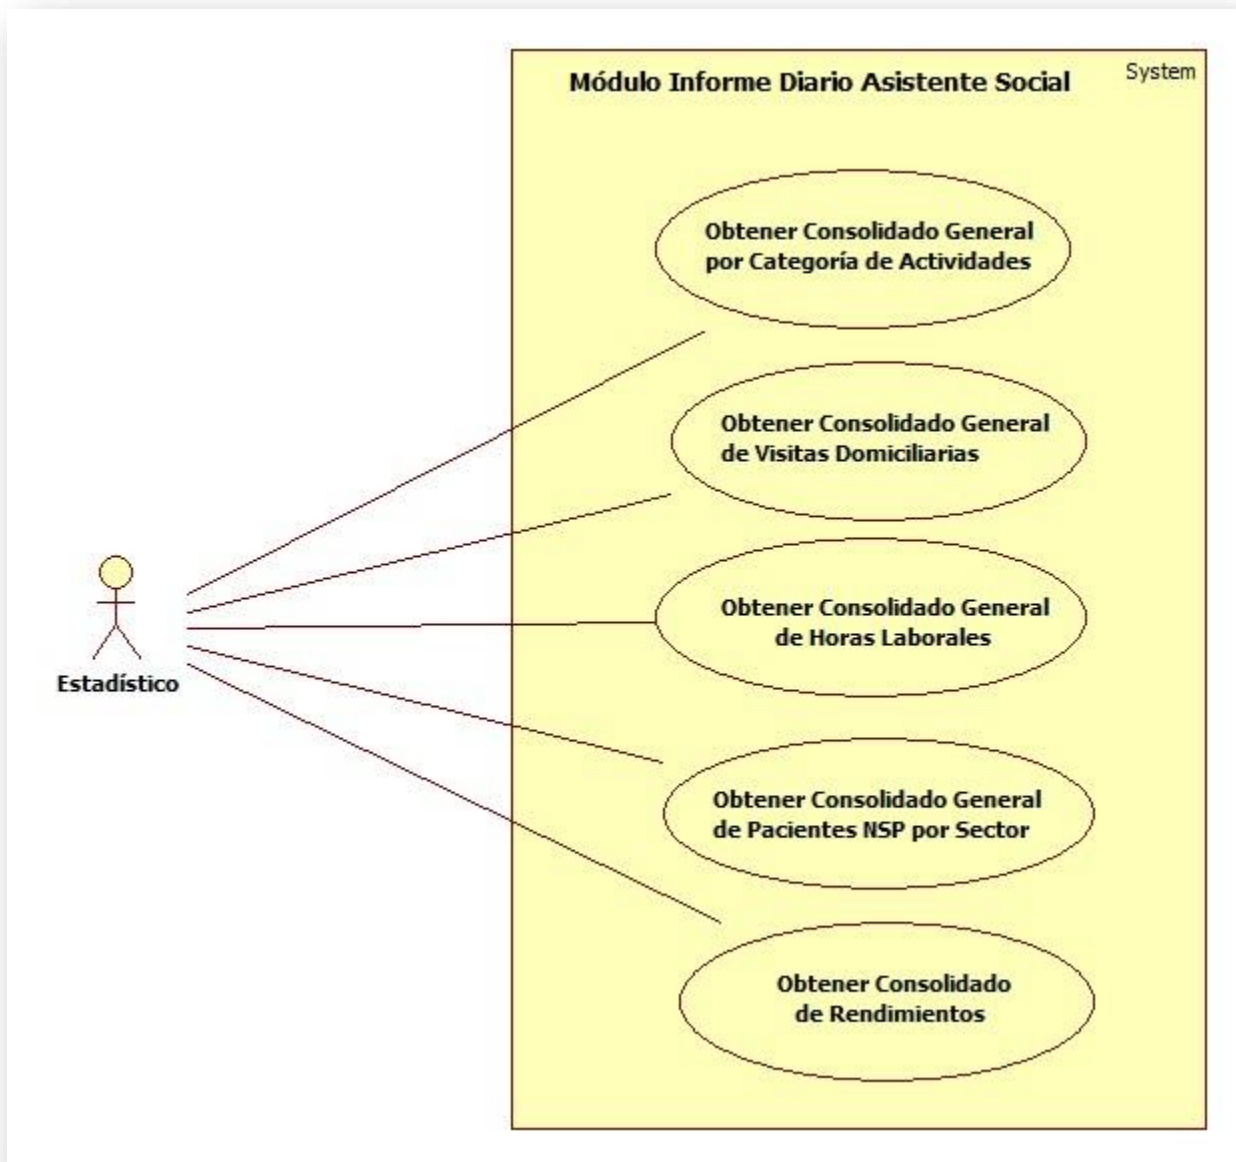 System
Módulo Informe Diario Asistente Social
Obtener Consolidado General
por Categoría de Actividades
Obtener Consolidado General
de Visitas Domiciliarias
Obtener Consolidado General
de Horas Laborales
Estadístico
Obtener Consolidado General
de Pacientes NSP por Sector
Obtener Consolidado
de Rendimientos